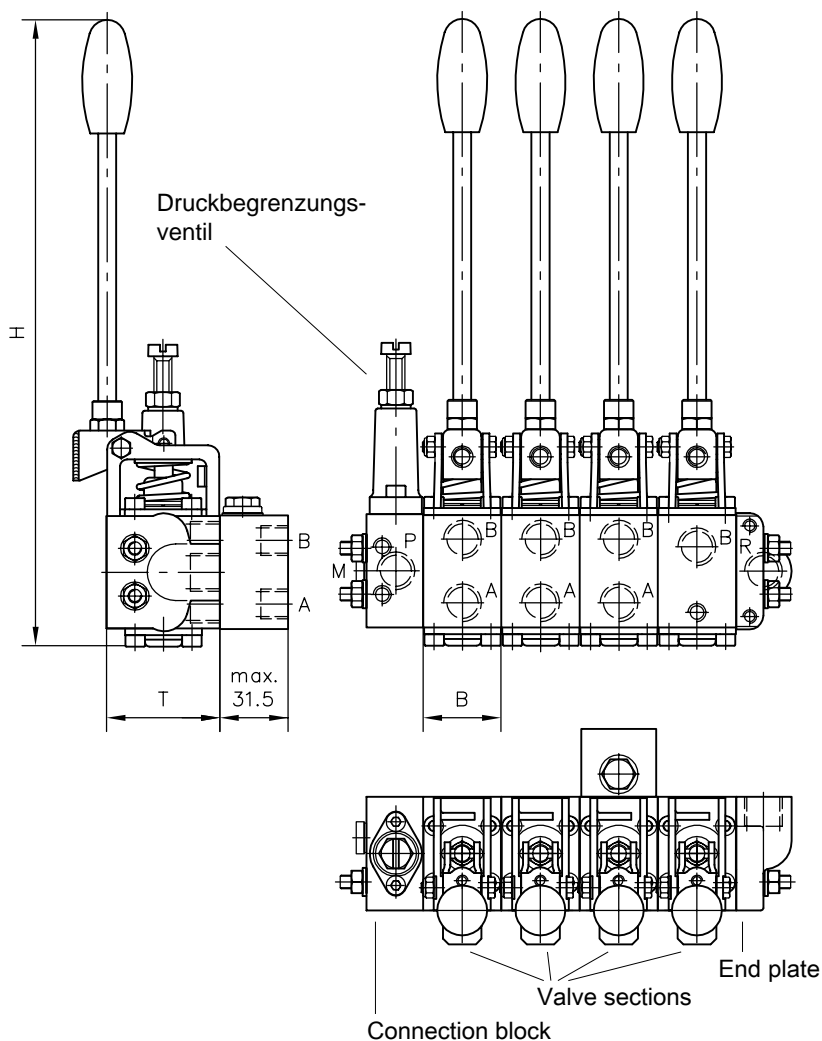 Druckbegrenzungs-
ventil
H
P
B
B
B
B
R
M
B
A
A
A
A
T
max.
31.5
B
End plate
Valve sections
Connection block